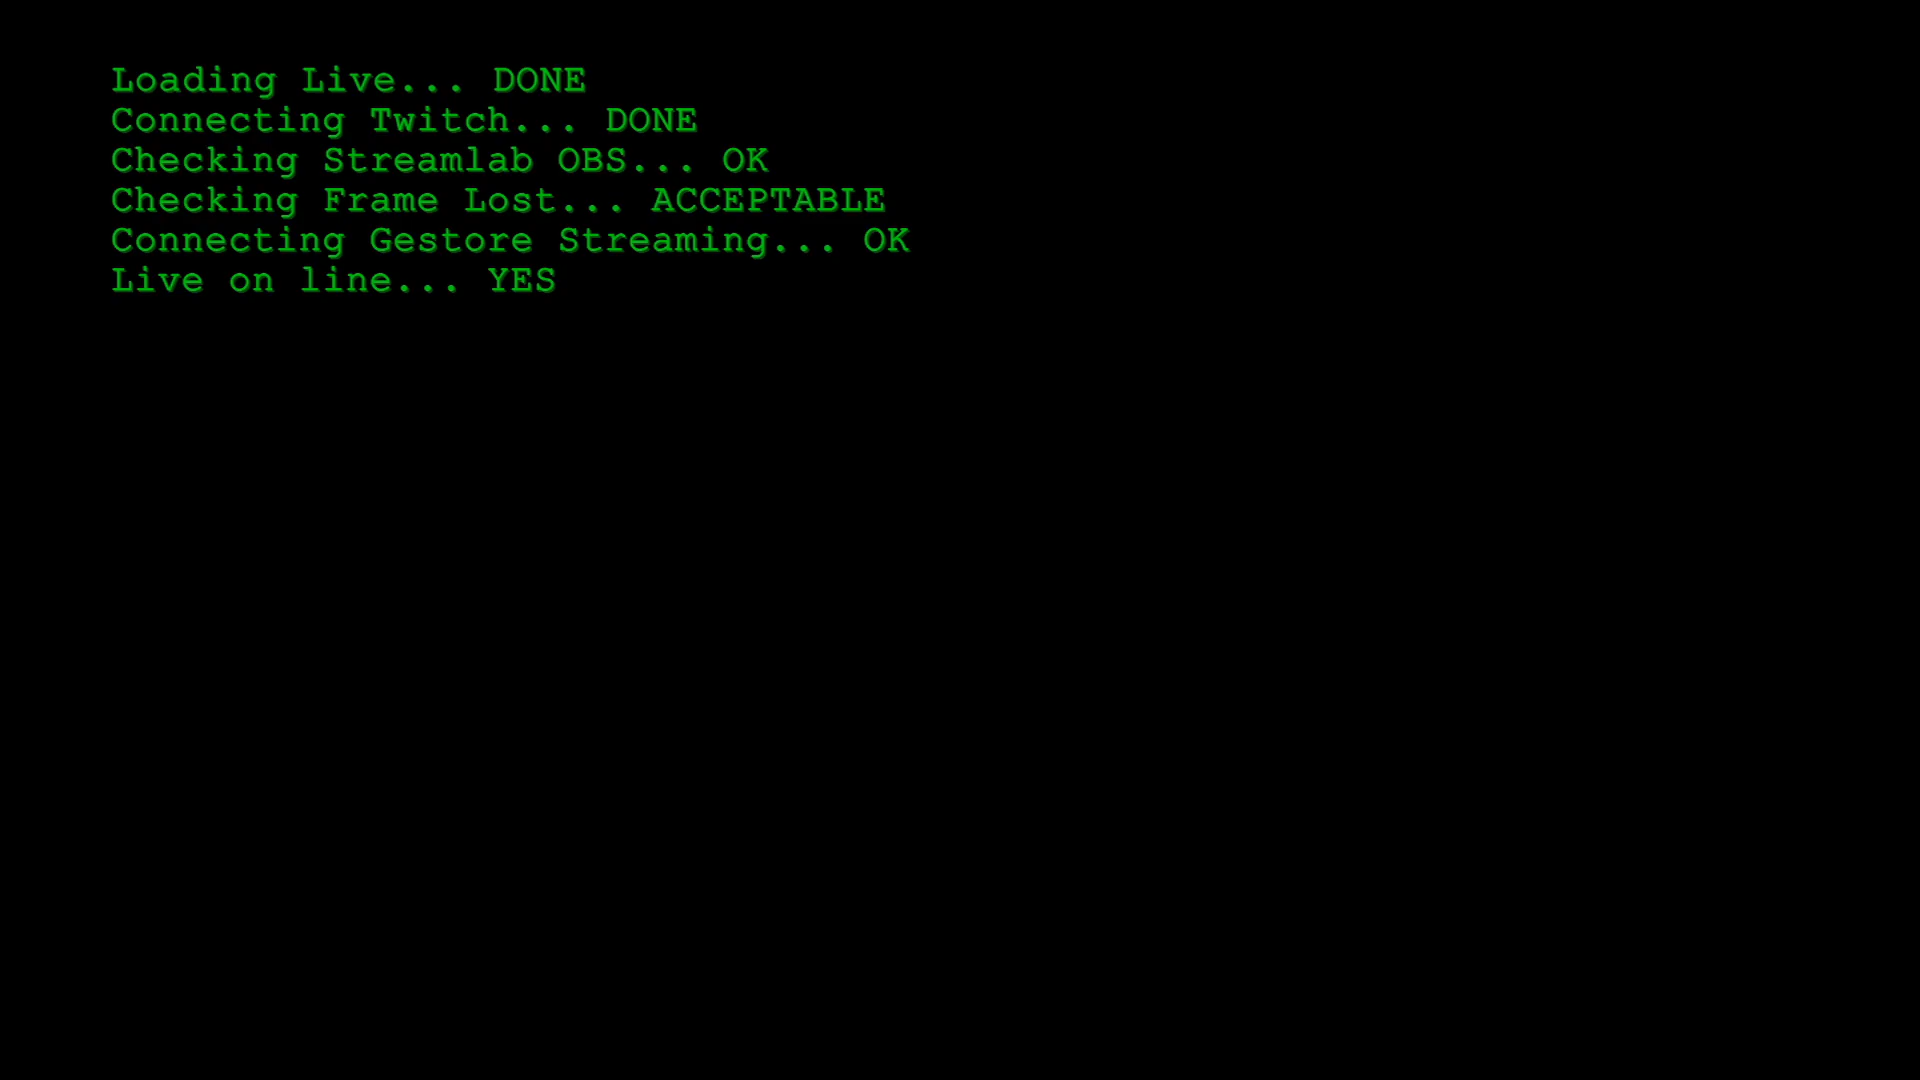 Loading Live... DONE
Connecting Twitch... DONE
Checking Streamlab OBS... OK
Checking Frame Lost... ACCEPTABLE
Connecting Gestore Streaming... OK
Live on line... YES